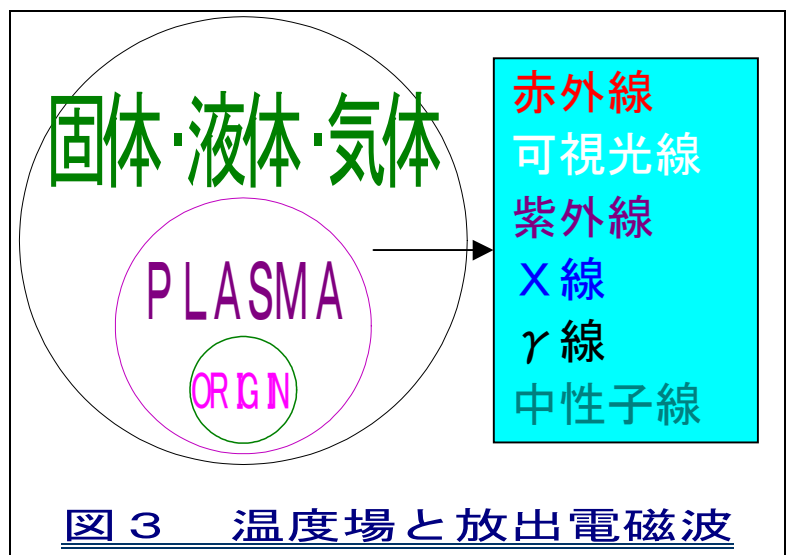 固体・液体・気体
PLASMA
ORIGIN
赤外線
可視光線
紫外線
X線
γ線
中性子線
図3　温度場と放出電磁波